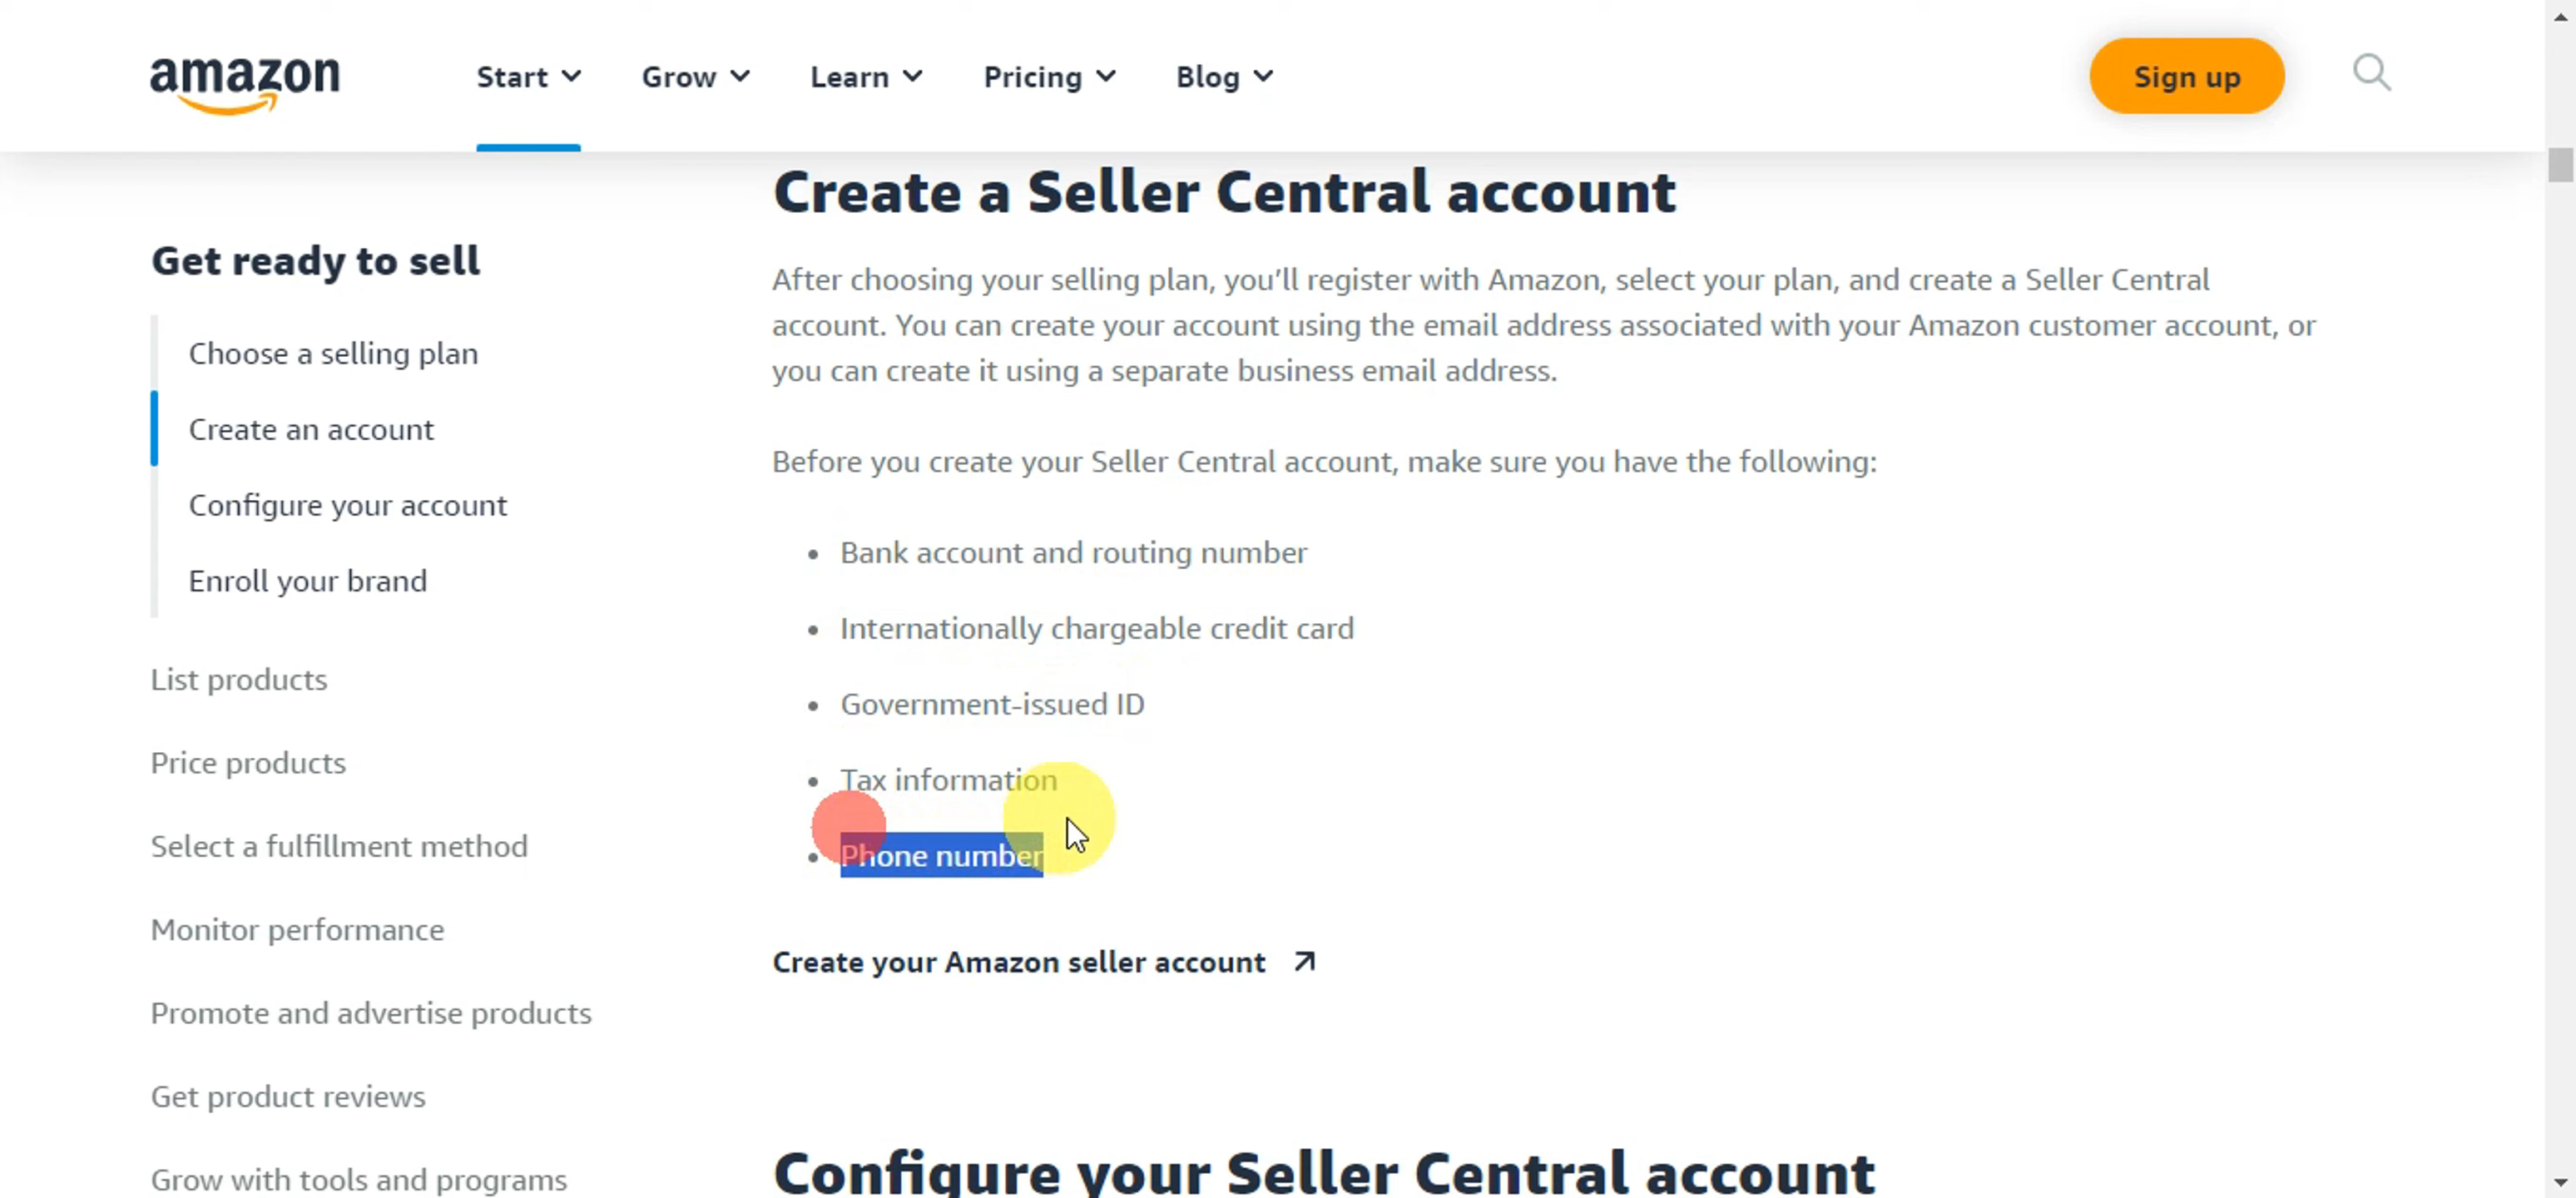 amazon
Start
Grow
Learn
Pricing
Blog
Sign up
Get ready to sell
Choose a selling plan
Create an account
Configure your account
Enroll your brand
List products
Price products
Select a fulfillment method
Monitor performance
Promote and advertise products
Get product reviews
Grow with tools and programs
Create a Seller Central account
After choosing your selling plan, you’ll register with Amazon, select your plan, and create a Seller Central
account. You can create your account using the email address associated with your Amazon customer account, or
you can create it using a separate business email address.
Before you create your Seller Central account, make sure you have the following:
• Bank account and routing number
• Internationally chargeable credit card
• Government-issued ID
• Tax information
• Phone number
Create your Amazon seller account
Configure your Seller Central account